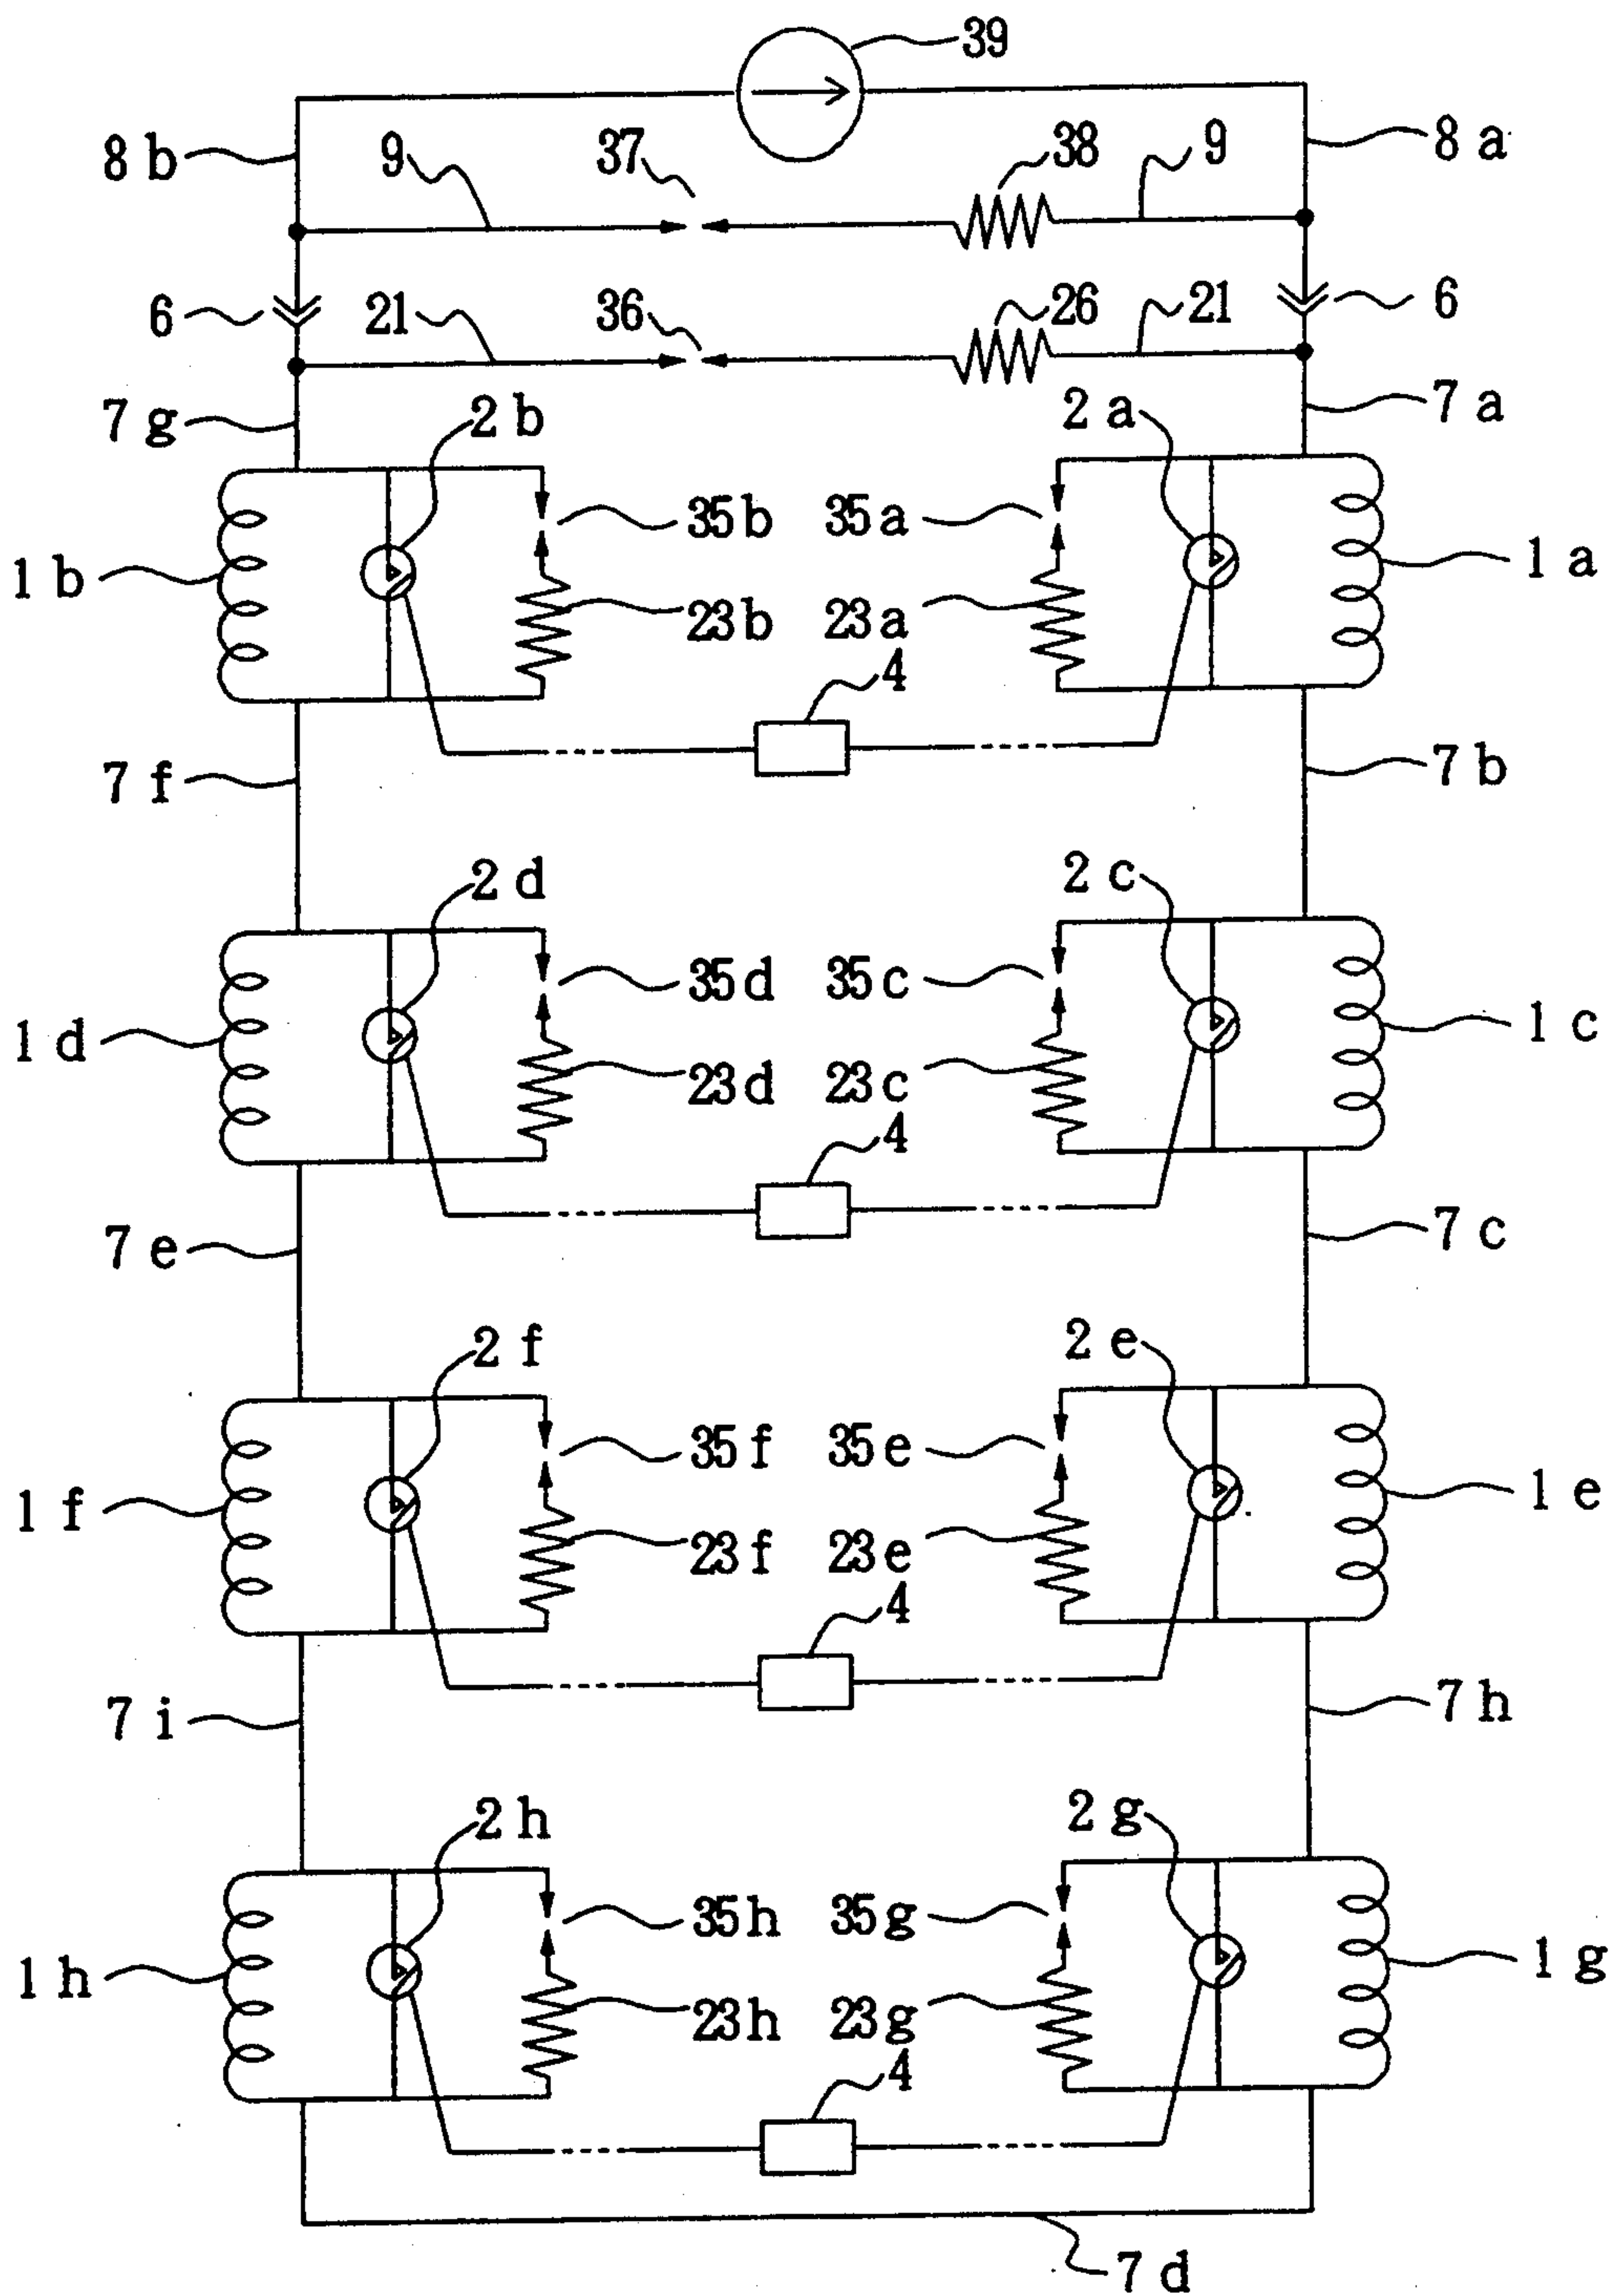 39
8 b 9 37 38 9 8 a
6 21 36 26 21 6
7 g 2 b 2 a 7 a
1 b 35 b 35 a 1 a
23 b 23 a
4
7 f 7 b
2 d 2 c
1 d 35 d 35 c 1 c
23 d 23 c
4
7 e 7 c
2 f 2 e
1 f 35 f 35 e 1 e
23 f 23 e
4
7 i 7 h
2 h 2 g
1 h 35 h 35 g 1 g
23 h 23 g
4
7 d